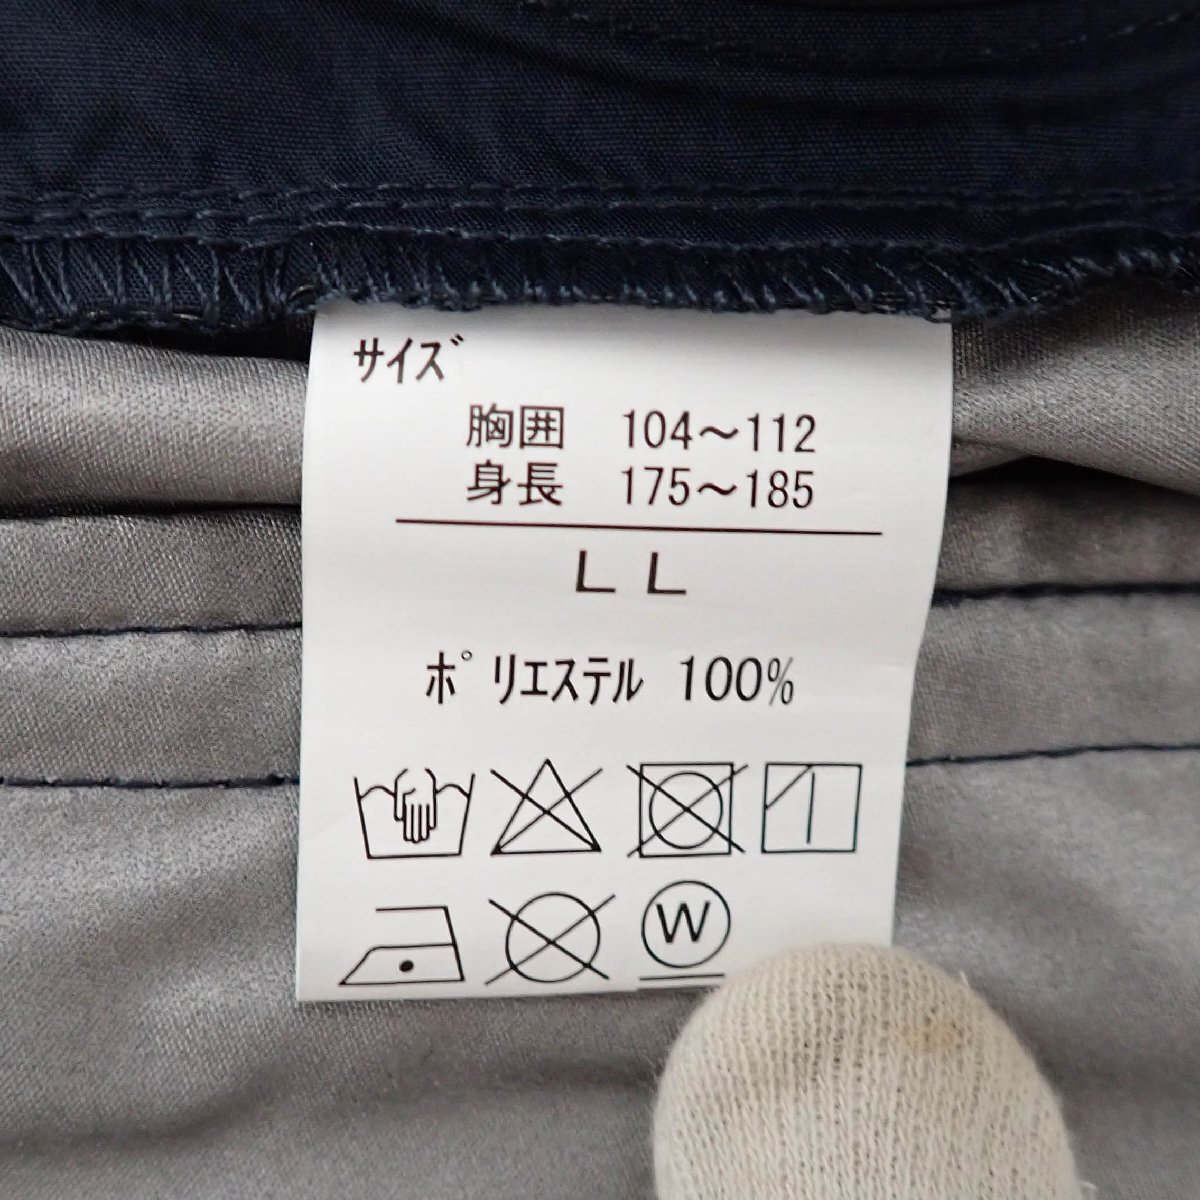 サイズ
胸囲 104～112
身長 175～185
LL
ポリエステル 100%
W